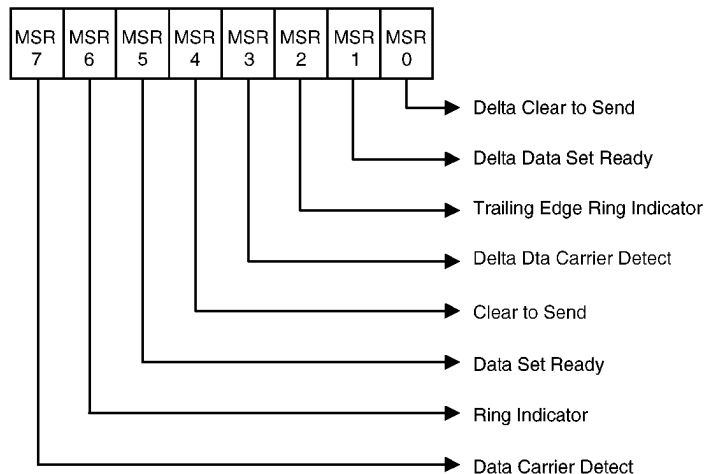 MSR MSR MSR MSR MSR MSR MSR MSR
7 6 5 4 3 2 1 0
Delta Clear to Send
Delta Data Set Ready
Trailing Edge Ring Indicator
Delta Dta Carrier Detect
Clear to Send
Data Set Ready
Ring Indicator
Data Carrier Detect